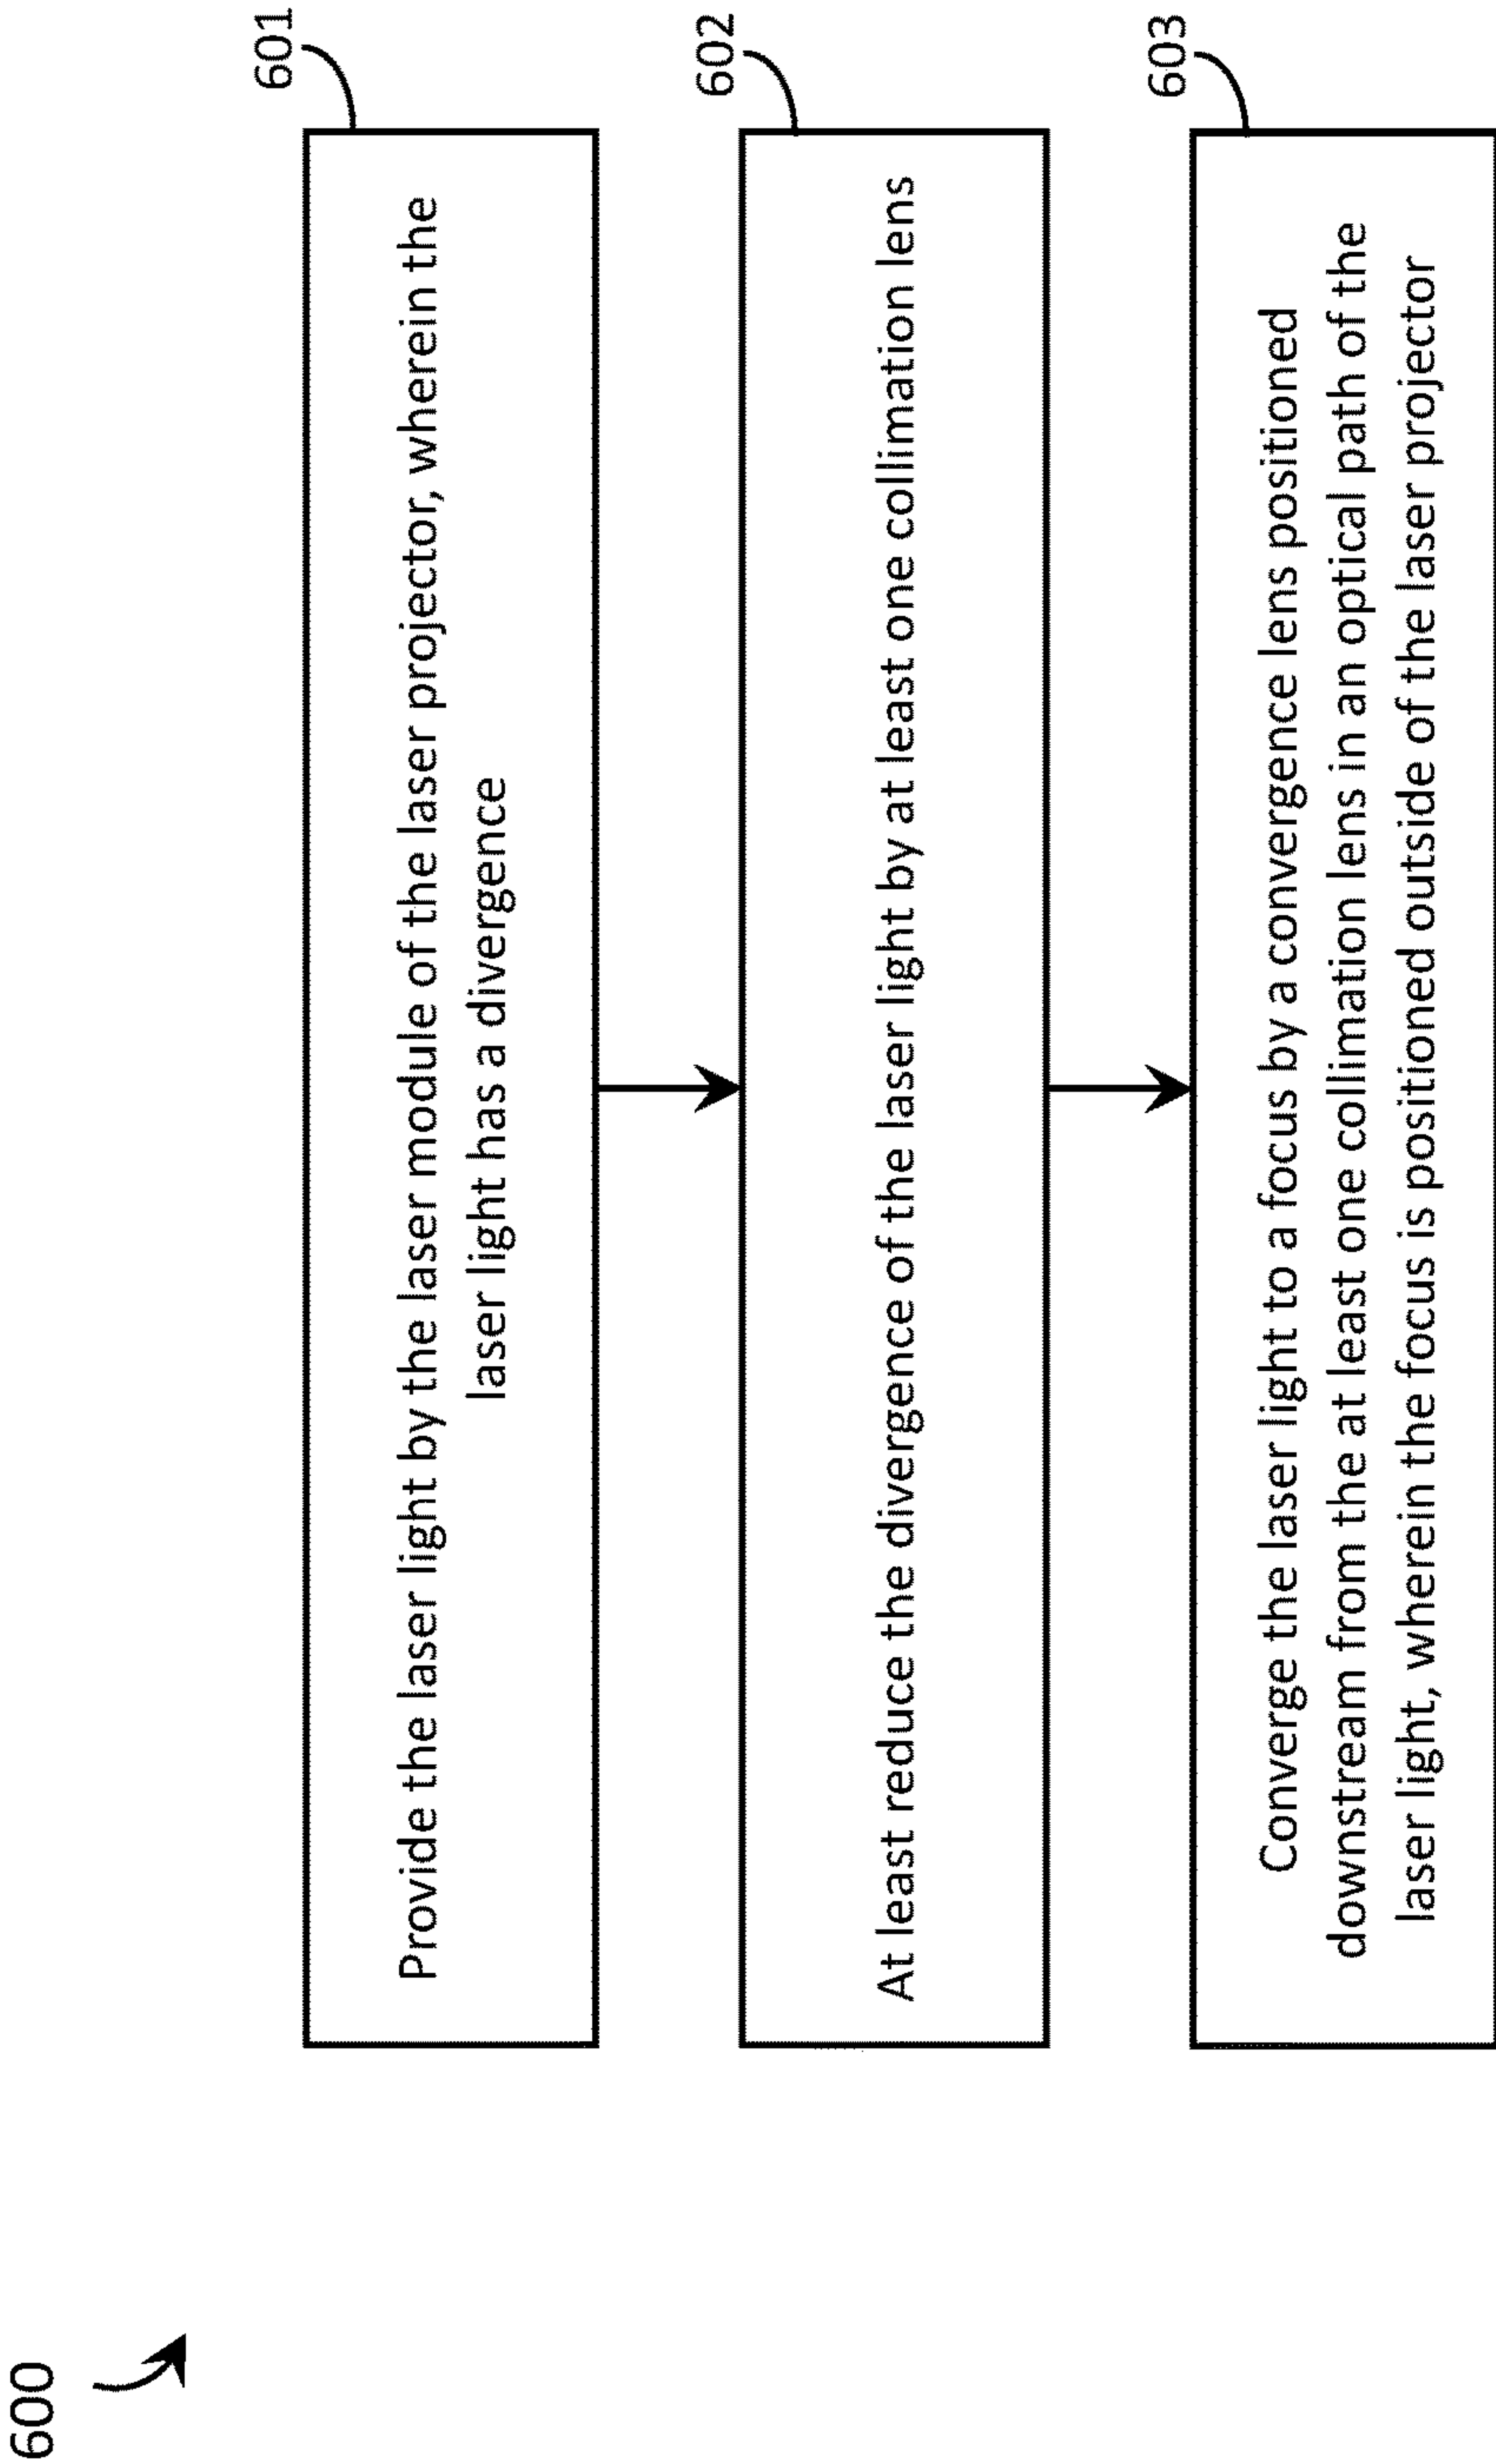 600
601
Provide the laser light by the laser module of the laser projector, wherein the
laser light has a divergence
602
At least reduce the divergence of the laser light by at least one collimation lens
603
Converge the laser light to a focus by a convergence lens positioned
downstream from the at least one collimation lens in an optical path of the
laser light, wherein the focus is positioned outside of the laser projector